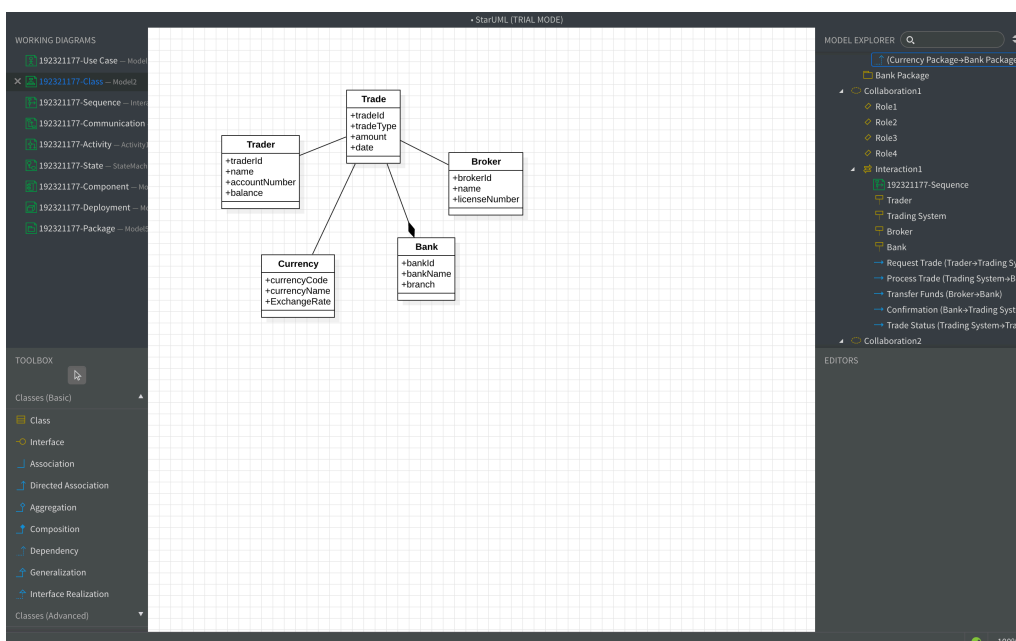 • StarUML (TRIAL MODE)
WORKING DIAGRAMS
192321177-Use Case — Model
192321177-Class — Model2
192321177-Sequence — Inter
192321177-Communication
192321177-Activity — Activity1
192321177-State — StateMach
192321177-Component — Mo
192321177-Deployment — Mo
192321177-Package — Model5
TOOLBOX
Classes (Basic)
Class
Interface
Association
Directed Association
Aggregation
Composition
Dependency
Generalization
Interface Realization
Classes (Advanced)
Trade
+tradeId
+tradeType
+amount
+date
Trader
+traderId
+name
+accountNumber
+balance
Broker
+brokerId
+name
+licenseNumber
Currency
+currencyCode
+currencyName
+ExchangeRate
Bank
+bankId
+bankName
+branch
MODEL EXPLORER
(Currency Package→Bank Package
Bank Package
Collaboration1
Role1
Role2
Role3
Role4
Interaction1
192321177-Sequence
Trader
Trading System
Broker
Bank
Request Trade (Trader→Trading Sy
Process Trade (Trading System→B
Transfer Funds (Broker→Bank)
Confirmation (Bank→Trading Syst
Trade Status (Trading System→Tra
Collaboration2
EDITORS